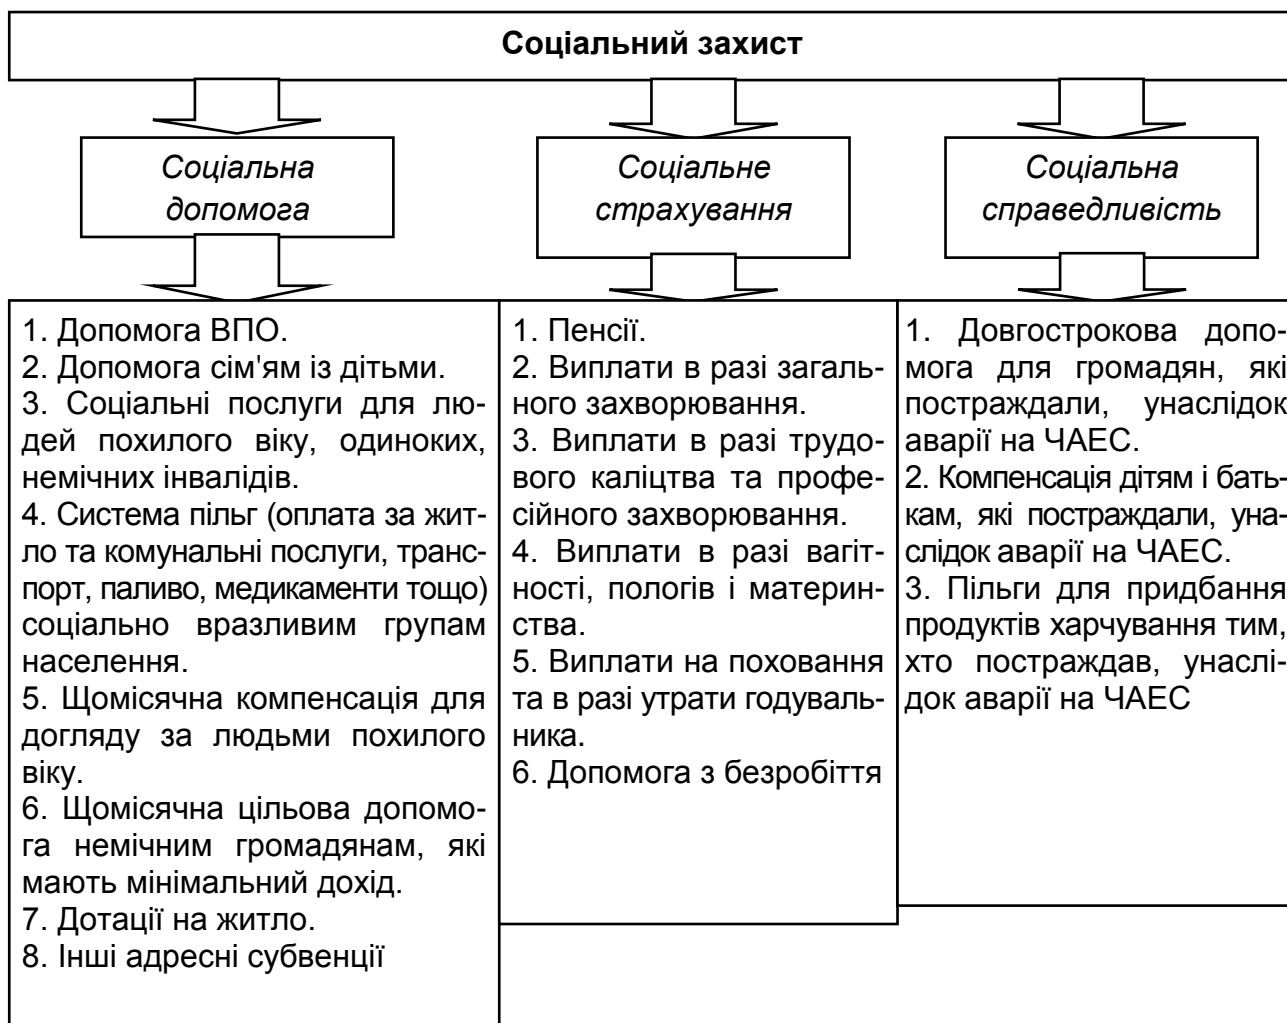 Соціальний захист
Соціальна
допомога
Соціальне
страхування
Соціальна
справедливість
1. Допомога ВПО.
2. Допомога сім'ям із дітьми.
3. Соціальні послуги для лю-
дей похилого віку, одиноких,
немічних інвалідів.
4. Система пільг (оплата за жит-
ло та комунальні послуги, транс-
порт, паливо, медикаменти тощо)
соціально вразливим групам
населення.
5. Щомісячна компенсація для
догляду за людьми похилого
віку.
6. Щомісячна цільова допомо-
га немічним громадянам, які
мають мінімальний дохід.
7. Дотації на житло.
8. Інші адресні субвенції
1. Пенсії.
2. Виплати в разі загаль-
ного захворювання.
3. Виплати в разі трудо-
вого каліцтва та профе-
сійного захворювання.
4. Виплати в разі вагіт-
ності, пологів і материн-
ства.
5. Виплати на поховання
та в разі утрати годуваль-
ника.
6. Допомога з безробіття
1. Довгострокова допо-
мога для громадян, які
постраждали, унаслідок
аварії на ЧАЕС.
2. Компенсація дітям і бать-
кам, які постраждали, уна-
слідок аварії на ЧАЕС.
3. Пільги для придбання
продуктів харчування тим,
хто постраждав, унаслі-
док аварії на ЧАЕС